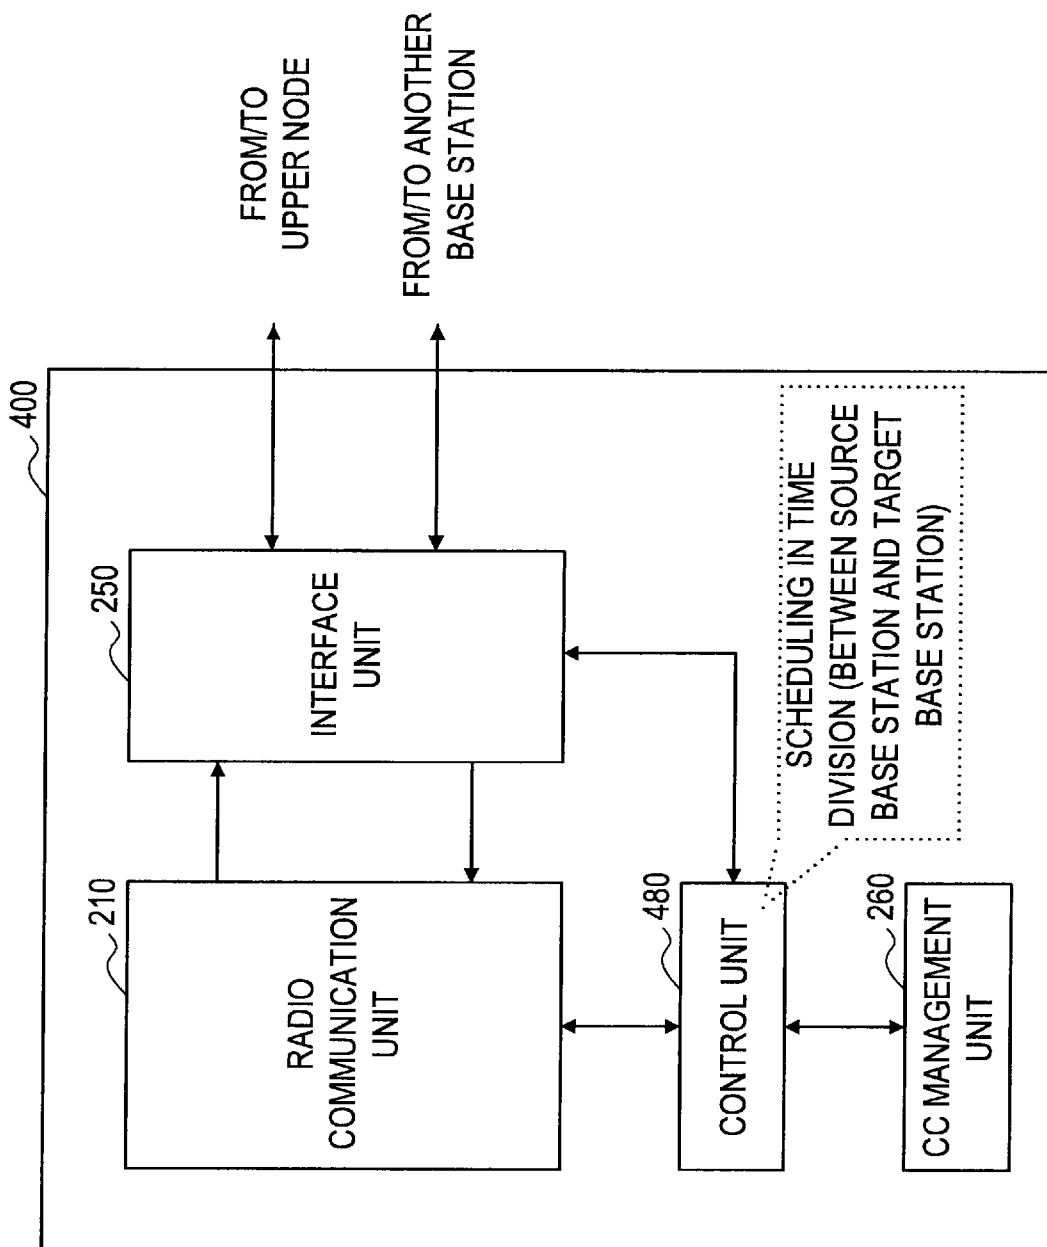 400
210
RADIO
COMMUNICATION
UNIT
250
INTERFACE
UNIT
FROM/TO
UPPER NODE
FROM/TO ANOTHER
BASE STATION
480
CONTROL UNIT
SCHEDULING IN TIME
DIVISION (BETWEEN SOURCE
BASE STATION AND TARGET
BASE STATION)
260
CC MANAGEMENT
UNIT